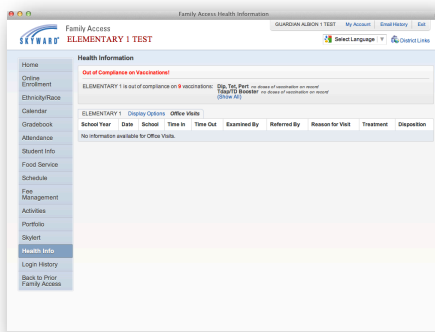 Family Access Health Information
GUARDIAN ALBION 1 TEST My Account Email History Exit
SKYWARD®
Family Access
ELEMENTARY 1 TEST
Select Language ▼ District Links
Home
Online
Enrollment
Ethnicity/Race
Calendar
Gradebook
Attendance
Student Info
Food Service
Schedule
Fee
Management
Activities
Portfolio
Skylert
Health Info
Login History
Back to Prior
Family Access
Health Information
Out of Compliance on Vaccinations!
ELEMENTARY 1 is out of compliance on 9 vaccinations: Dip, Tet, Pert no doses of vaccination on record
Tdap/TD Booster no doses of vaccination on record
(Show All)
ELEMENTARY 1 Display Options Office Visits
School Year Date School Time In Time Out Examined By Referred By Reason for Visit Treatment Disposition
No information available for Office Visits.